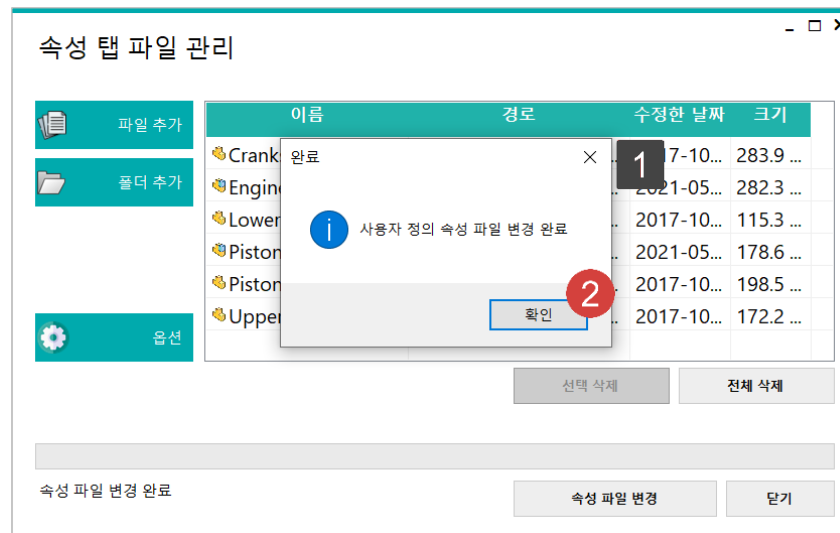 속성 탭 파일 관리
파일 추가
폴더 추가
옵션
이름 경로 수정한 날짜 크기
17-10... 283.9 ...
2021-05... 282.3 ...
Lower 2017-10... 115.3 ...
Piston 2021-05... 178.6 ...
Piston 2017-10... 198.5 ...
Upper 2017-10... 172.2 ...
완료
1
사용자 정의 속성 파일 변경 완료
2
확인
선택 삭제 전체 삭제
속성 파일 변경 완료 속성 파일 변경 닫기